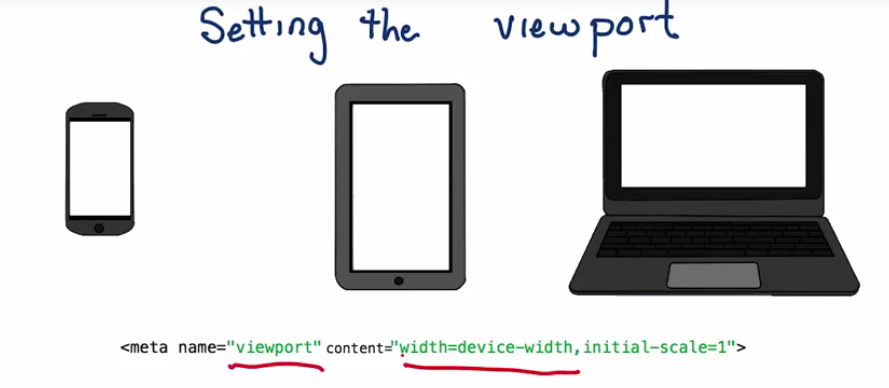 Setting the viewport
<meta name="viewport" content="width=device-width,initial-scale=1">